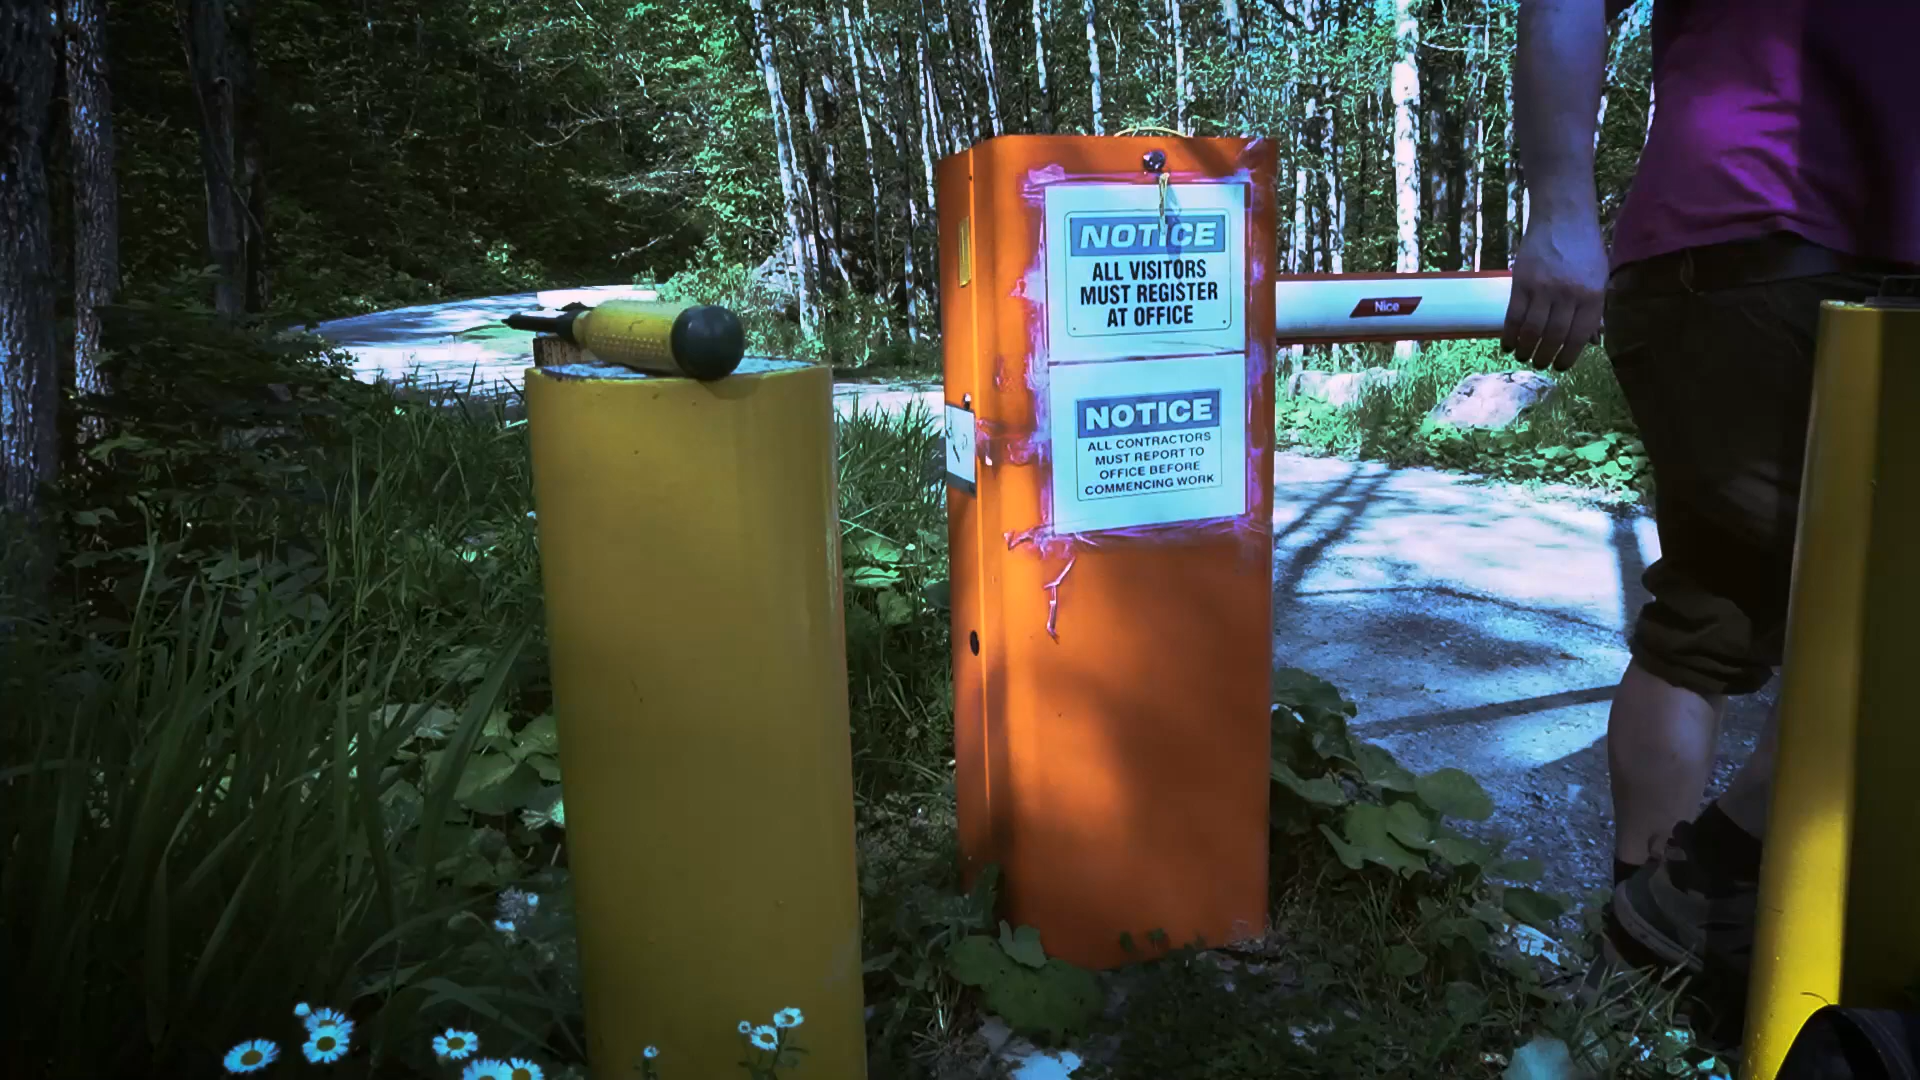 NOTICE
ALL VISITORS
MUST REGISTER
AT OFFICE
Nice
NOTICE
ALL CONTRACTORS
MUST REPORT TO
OFFICE BEFORE
COMMENCING WORK